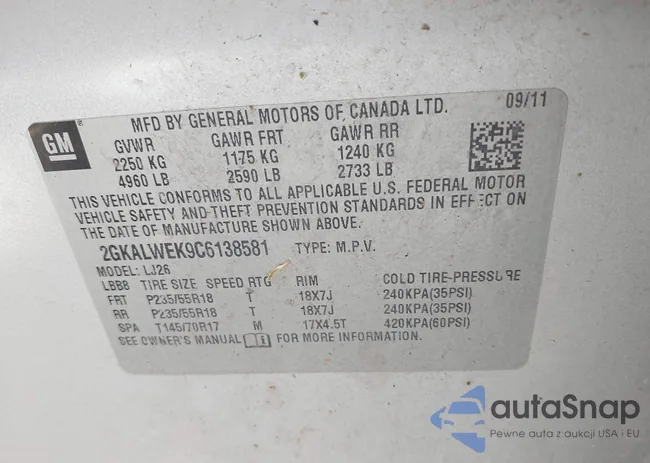 GM
MFD BY GENERAL MOTORS OF CANADA LTD. 09/11
GVWR GAWR FRT GAWR RR
2250 KG 1175 KG 1240 KG
4960 LB 2590 LB 2733 LB
THIS VEHICLE CONFORMS TO ALL APPLICABLE U.S. FEDERAL MOTOR
VEHICLE SAFETY AND THEFT PREVENTION STANDARDS IN EFFECT ON
THE DATE OF MANUFACTURE SHOWN ABOVE.
2GKALWEK9C6138581 TYPE: M.P.V.
MODEL: LJ26
LBB8 TIRE SIZE SPEED RTG RIM COLD TIRE PRESSURE
FRT P235/55R18 T 18X7J 240KPA(35PSI)
RR P235/55R18 T 18X7J 240KPA(35PSI)
SPA T145/70R17 M 17X4.5T 420KPA(60PSI)
SEE OWNER'S MANUAL FOR MORE INFORMATION.
autaSnap
Pewne auta z aukcji USA i EU